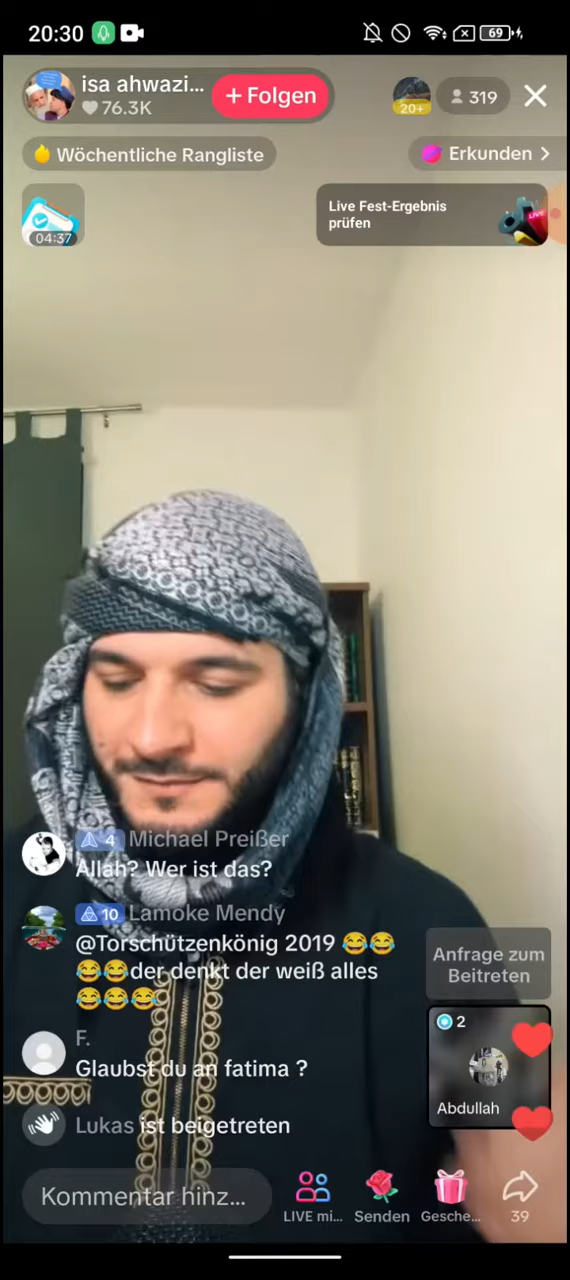 20:30
69
isa ahwazi...
76.3K
+ Folgen
20+
319
Wöchentliche Rangliste
Erkunden >
04:37
Live Fest-Ergebnis
prüfen
LIVE
4 Michael Preißer
Allah? Wer ist das?
10 Lamoke Mendy
@Torschützenkönig 2019 😂😂
😂😂der denkt der weiß alles
😂😂😂
Anfrage zum
Beitreten
2
Abdullah
F.
Glaubst du an fatima ?
Lukas ist beigetreten
Kommentar hinz...
LIVE mi...
Senden
Gesche...
39